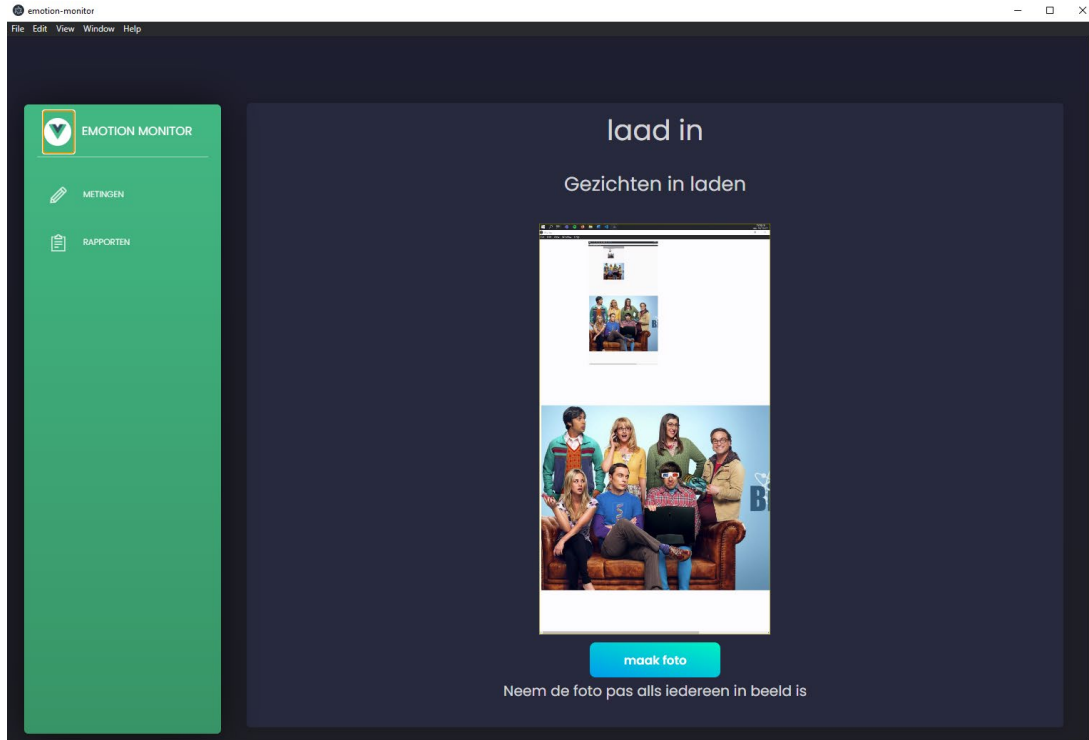 emotion-monitor
File Edit View Window Help
EMOTION MONITOR
METINGEN
RAPPORTEN
laad in
Gezichten in laden
B
maak foto
Neem de foto pas alls iedereen in beeld is